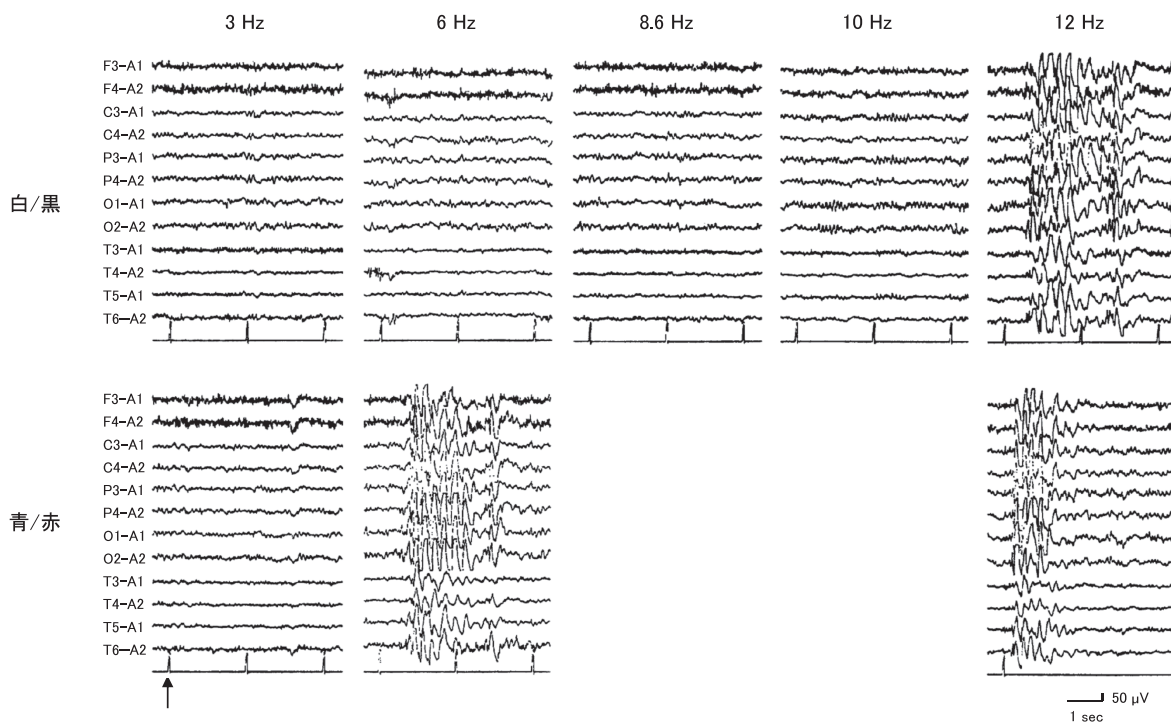 3 Hz 6 Hz 8.6 Hz 10 Hz 12 Hz
白/黒
F3-A1
F4-A2
C3-A1
C4-A2
P3-A1
P4-A2
O1-A1
O2-A2
T3-A1
T4-A2
T5-A1
T6-A2
青/赤
F3-A1
F4-A2
C3-A1
C4-A2
P3-A1
P4-A2
O1-A1
O2-A2
T3-A1
T4-A2
T5-A1
T6-A2
50 μV
1 sec